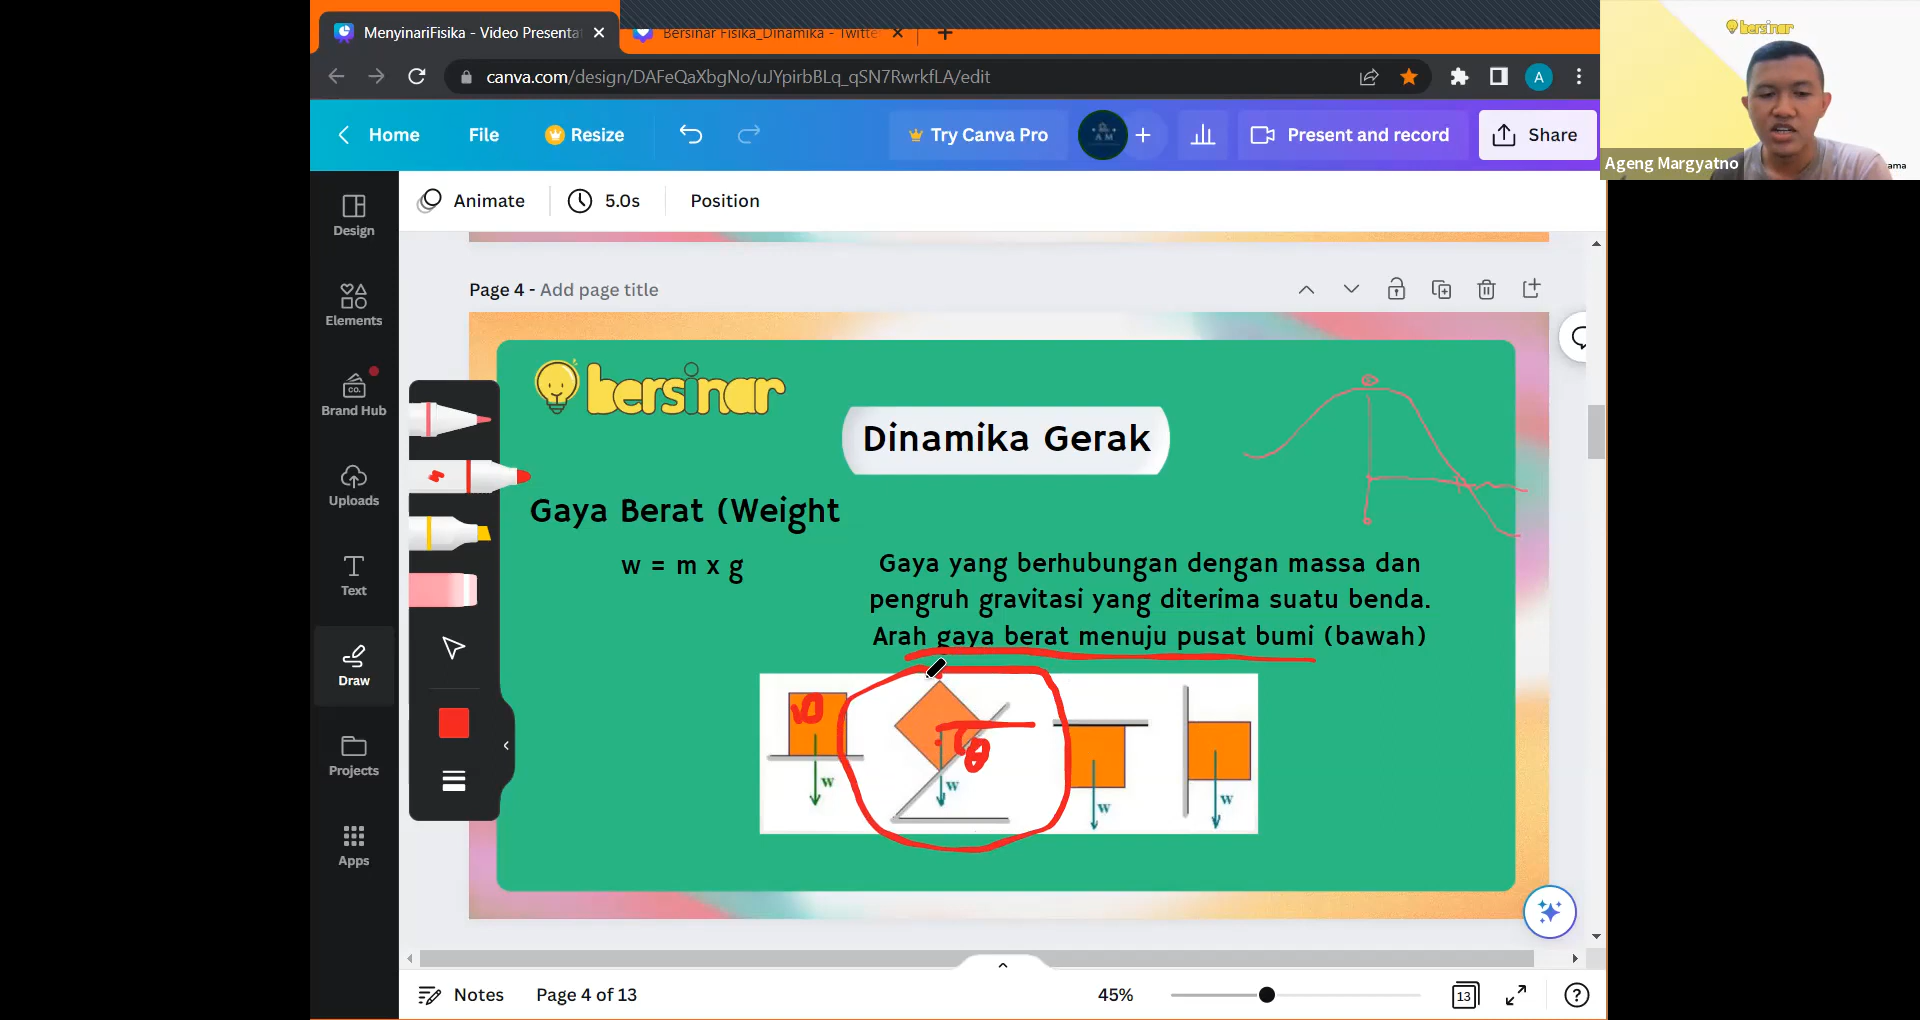 MenyinariFisika - Video Presenta
Bersinar Fisika_Dinamika - Twitte
canva.com/design/DAFeQaXbgNo/uJYpirbBLq_qSN7RwrkfLA/edit
A
bersinar
Ageng Margyatno
ama
Home
File
Resize
Try Canva Pro
A M
Present and record
Share
Animate
5.0s
Position
Design
Elements
CO.
Brand Hub
Uploads
Text
Draw
Projects
Apps
Page 4 - Add page title
bersinar
Dinamika Gerak
Gaya Berat (Weight
w = m x g
Gaya yang berhubungan dengan massa dan
pengruh gravitasi yang diterima suatu benda.
Arah gaya berat menuju pusat bumi (bawah)
w
θ
w
w
w
Notes
Page 4 of 13
45%
13